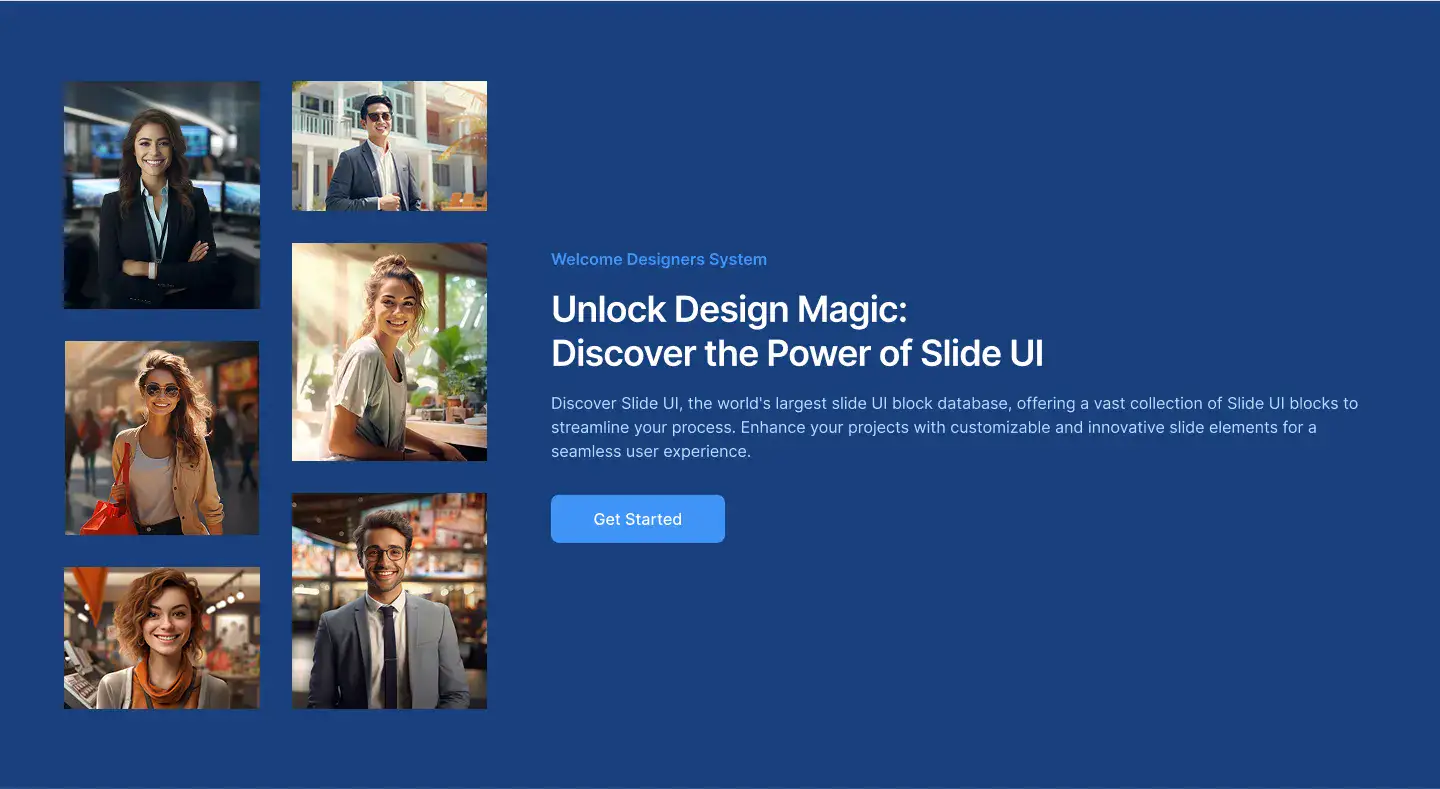 Welcome Designers System
Unlock Design Magic:
Discover the Power of Slide UI
Discover Slide UI, the world's largest slide UI block database, offering a vast collection of Slide UI blocks to
streamline your process. Enhance your projects with customizable and innovative slide elements for a
seamless user experience.
Get Started